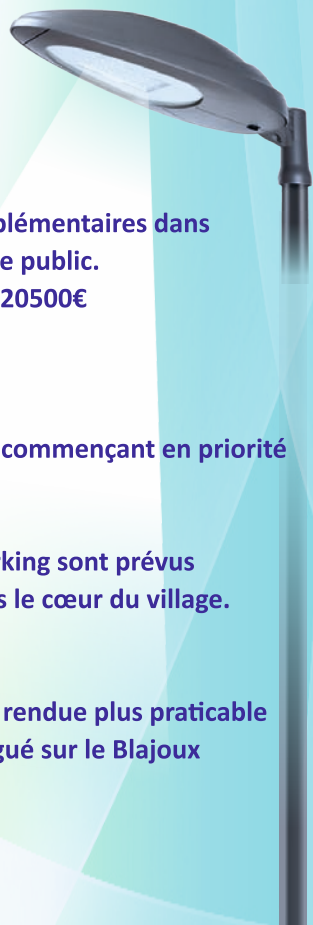 plémentaires dans
e public.
20500€
commençant en priorité
rking sont prévus
s le cœur du village.
rendue plus praticable
gué sur le Blajoux